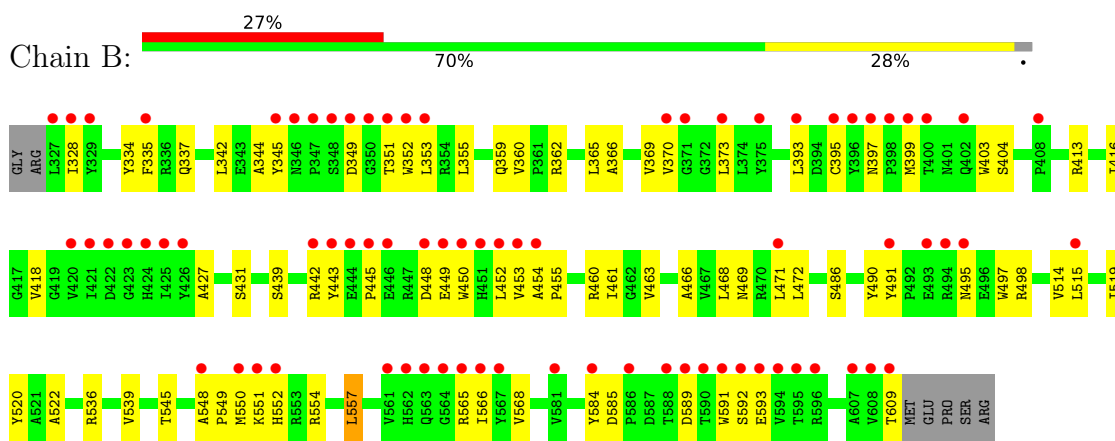 27%
Chain B:
70% 28% •
GLY ARG L327 I328 Y329 Y334 F335 R336 Q337 L342 E343 A344 Y345 N346 P347 S348 D349 G350 T351 W352 L353 R354 L355 Q359 V360 P361 R362 L365 A366 V369 V370 G371 G372 L373 L374 Y375 L393 D394 C395 Y396 N397 P398 M399 T400 N401 Q402 W403 S404 P408 R413 I416
G417 V418 G419 V420 I421 D422 G423 H424 I425 Y426 A427 S431 S439 R442 Y443 E444 P445 E446 R447 D448 E449 W450 H451 L452 V453 A454 P455 R460 I461 G462 V463 A466 V467 L468 N469 R470 L471 L472 S486 Y490 Y491 P492 E493 R494 N495 E496 W497 R498 V514 L515 I519
Y520 A521 A522 R536 V539 T545 A548 P549 M550 K551 H552 R553 R554 L557 V561 H562 Q563 G564 R565 I566 Y567 V568 V581 Y584 D585 P586 D587 T588 D589 T590 W591 S592 E593 V594 T595 R596 A607 V608 T609 MET GLU PRO SER ARG